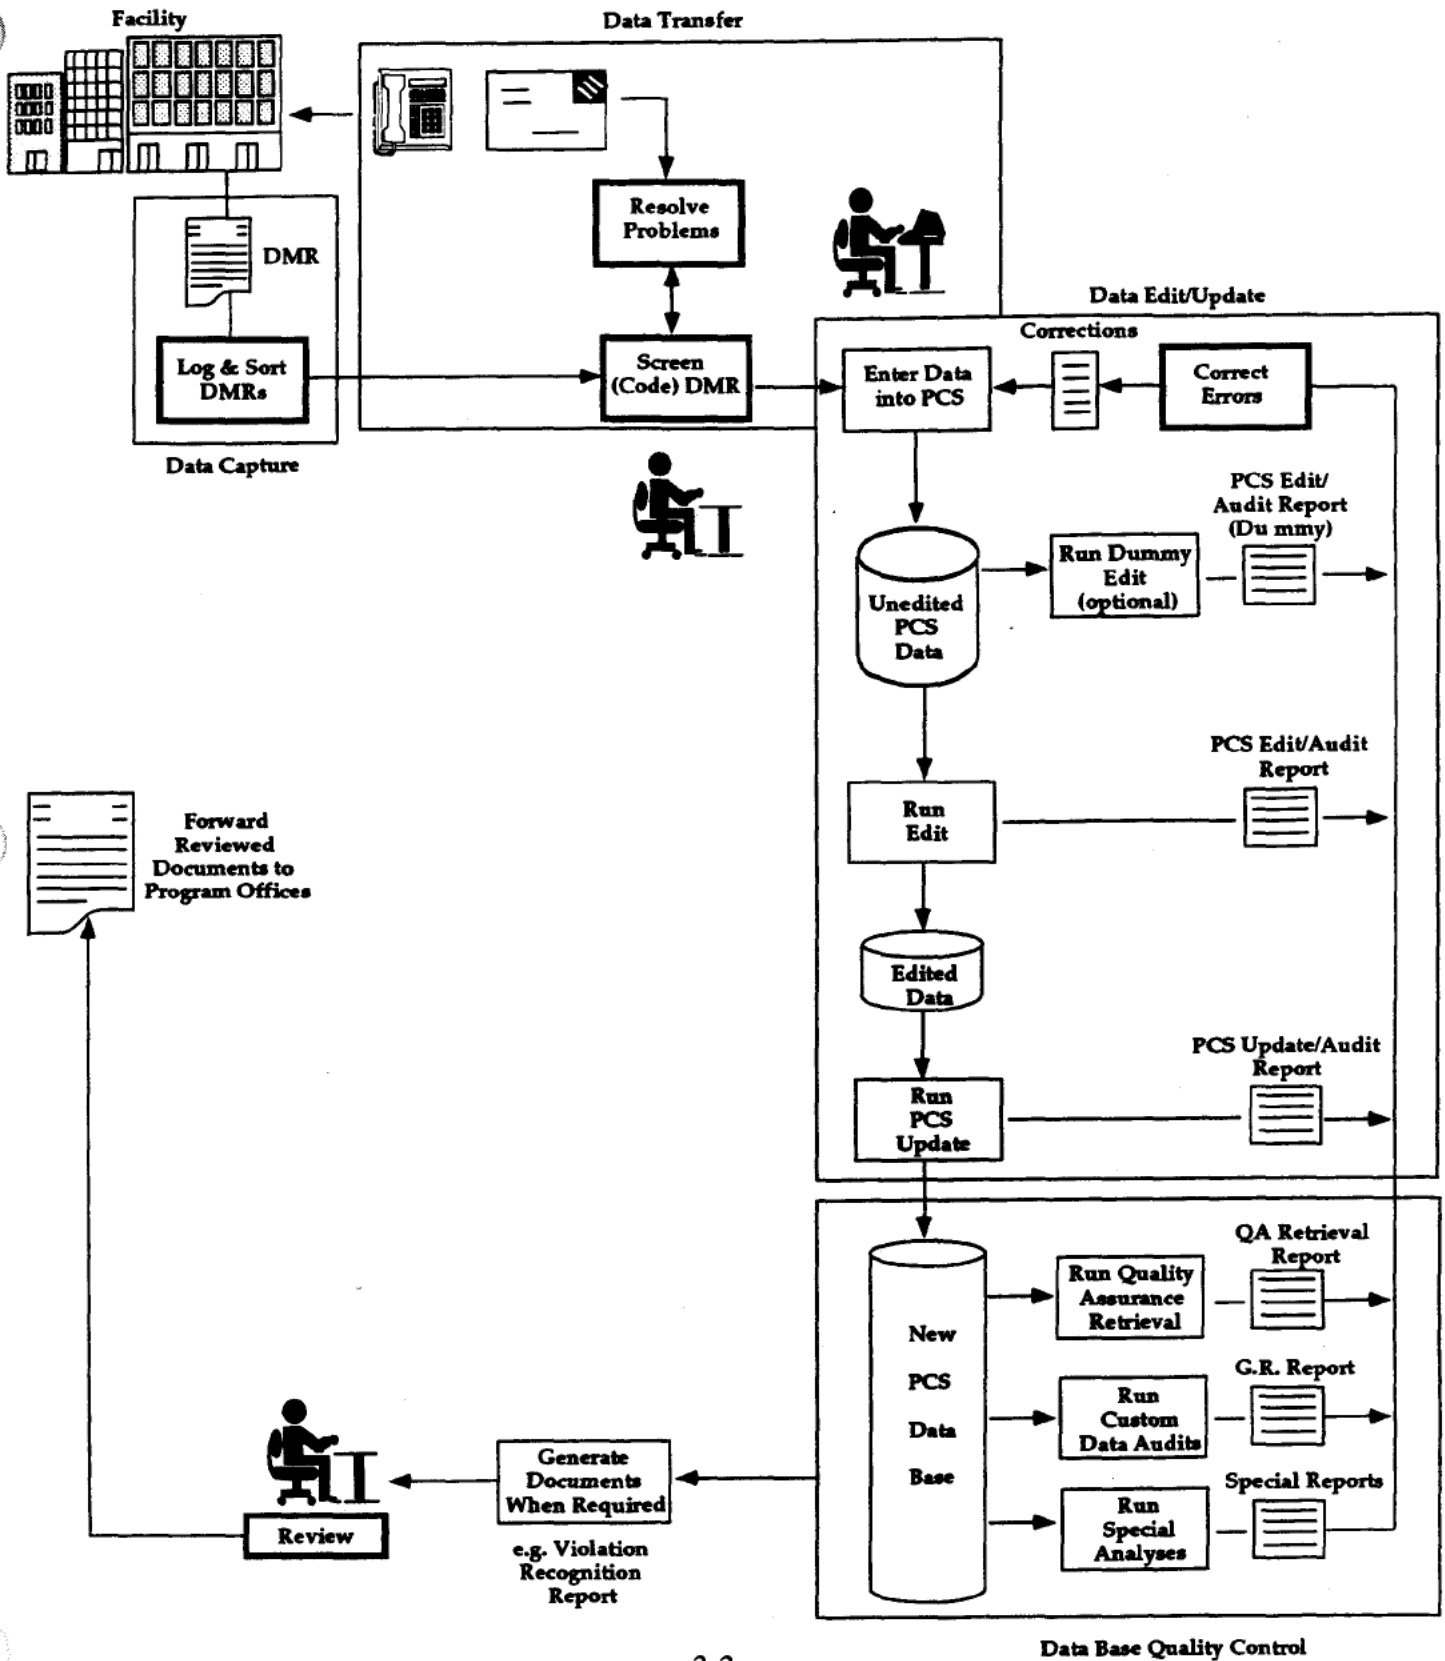 Facility
Data Transfer
Resolve
Problems
DMR
Data Edit/Update
Corrections
Log & Sort
DMRs
Screen
(Code) DMR
Enter Data
into PCS
Correct
Errors
Data Capture
PCS Edit/
Audit Report
(Du mmy)
Run Dummy
Edit
(optional)
Unedited
PCS
Data
PCS Edit/Audit
Report
Run
Edit
Forward
Reviewed
Documents to
Program Offices
Edited
Data
PCS Update/Audit
Report
Run
PCS
Update
QA Retrieval
Report
Run Quality
Assurance
Retrieval
New
PCS
Data
Base
G.R. Report
Run
Custom
Data Audits
Special Reports
Run
Special
Analyses
Generate
Documents
When Required
e.g. Violation
Recognition
Report
Review
Data Base Quality Control